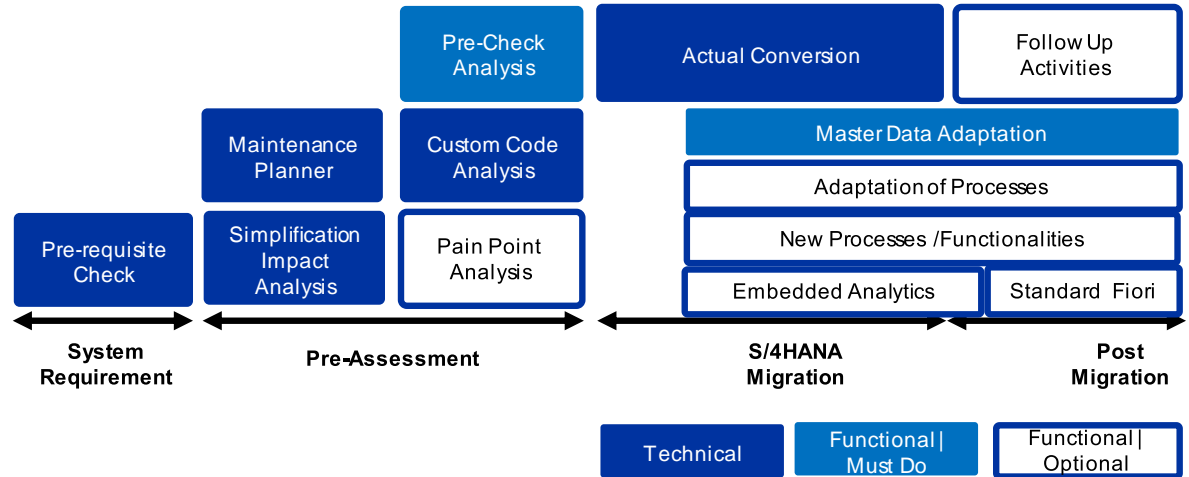 Pre-Check
Analysis
Actual Conversion
Follow Up
Activities
Maintenance
Planner
Custom Code
Analysis
Master Data Adaptation
Adaptation of Processes
Pre-requisite
Check
Simplification
Impact
Analysis
Pain Point
Analysis
New Processes /Functionalities
Embedded Analytics
Standard Fiori
System
Requirement
Pre-Assessment
S/4HANA
Migration
Post
Migration
Technical
Functional|
Must Do
Functional|
Optional